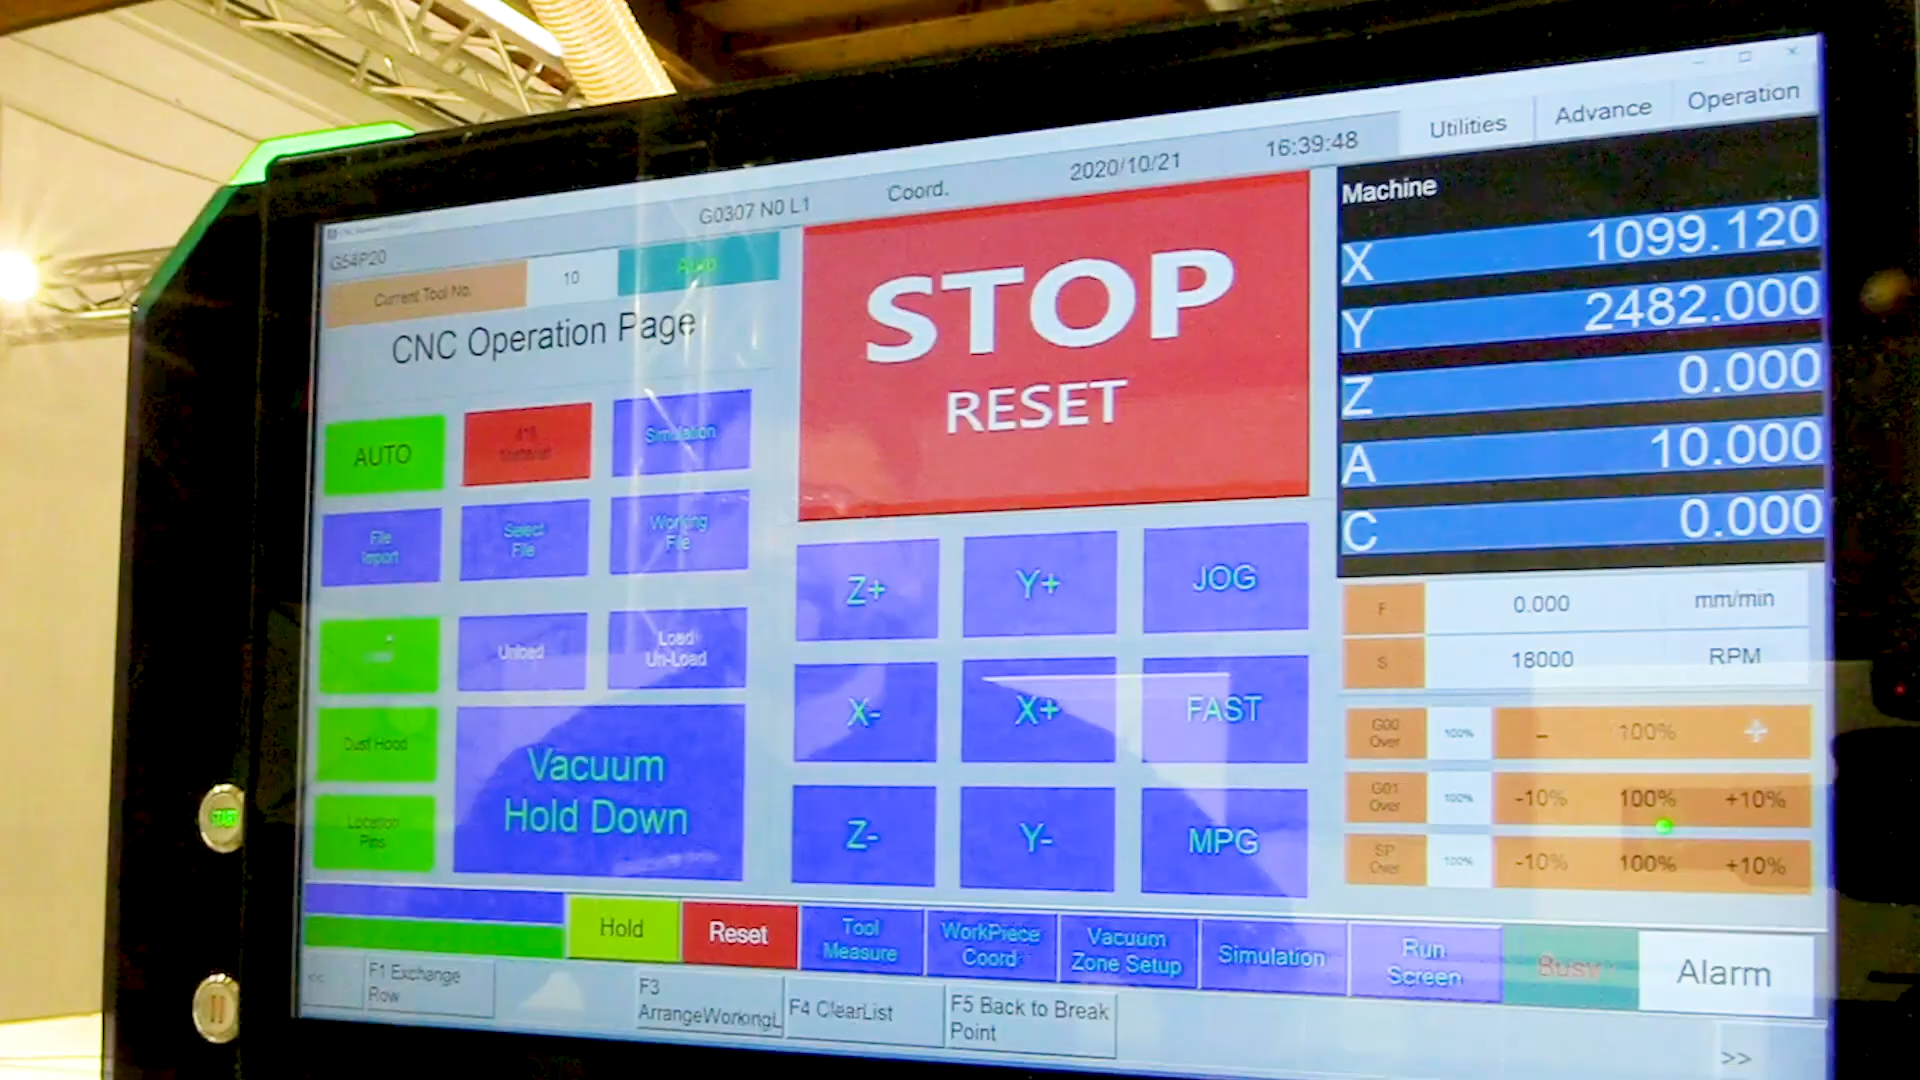 Utilities
Advance
Operation
G0307 N0 L1
Coord.
2020/10/21
16:39:48
G54P20
Current Tool No.
10
Auto
CNC Operation Page
AUTO
Simulation
File
Import
Select
File
Working
File
Unload
Load
Un-Load
Dust Hood
Location
Pins
Vacuum
Hold Down
STOP
RESET
Z+
Y+
JOG
X-
X+
FAST
Z-
Y-
MPG
Machine
X 1099.120
Y 2482.000
Z 0.000
A 10.000
C 0.000
F 0.000 mm/min
S 18000 RPM
G00
Over
100%
- 100% +
G01
Over
100%
-10% 100% +10%
SP
Over
100%
-10% 100% +10%
Hold
Reset
Tool
Measure
WorkPiece
Coord
Vacuum
Zone Setup
Simulation
Run
Screen
Busy
Alarm
<<
F1 Exchange
Row
F3
ArrangeWorkingL
F4 ClearList
F5 Back to Break
Point
>>
START